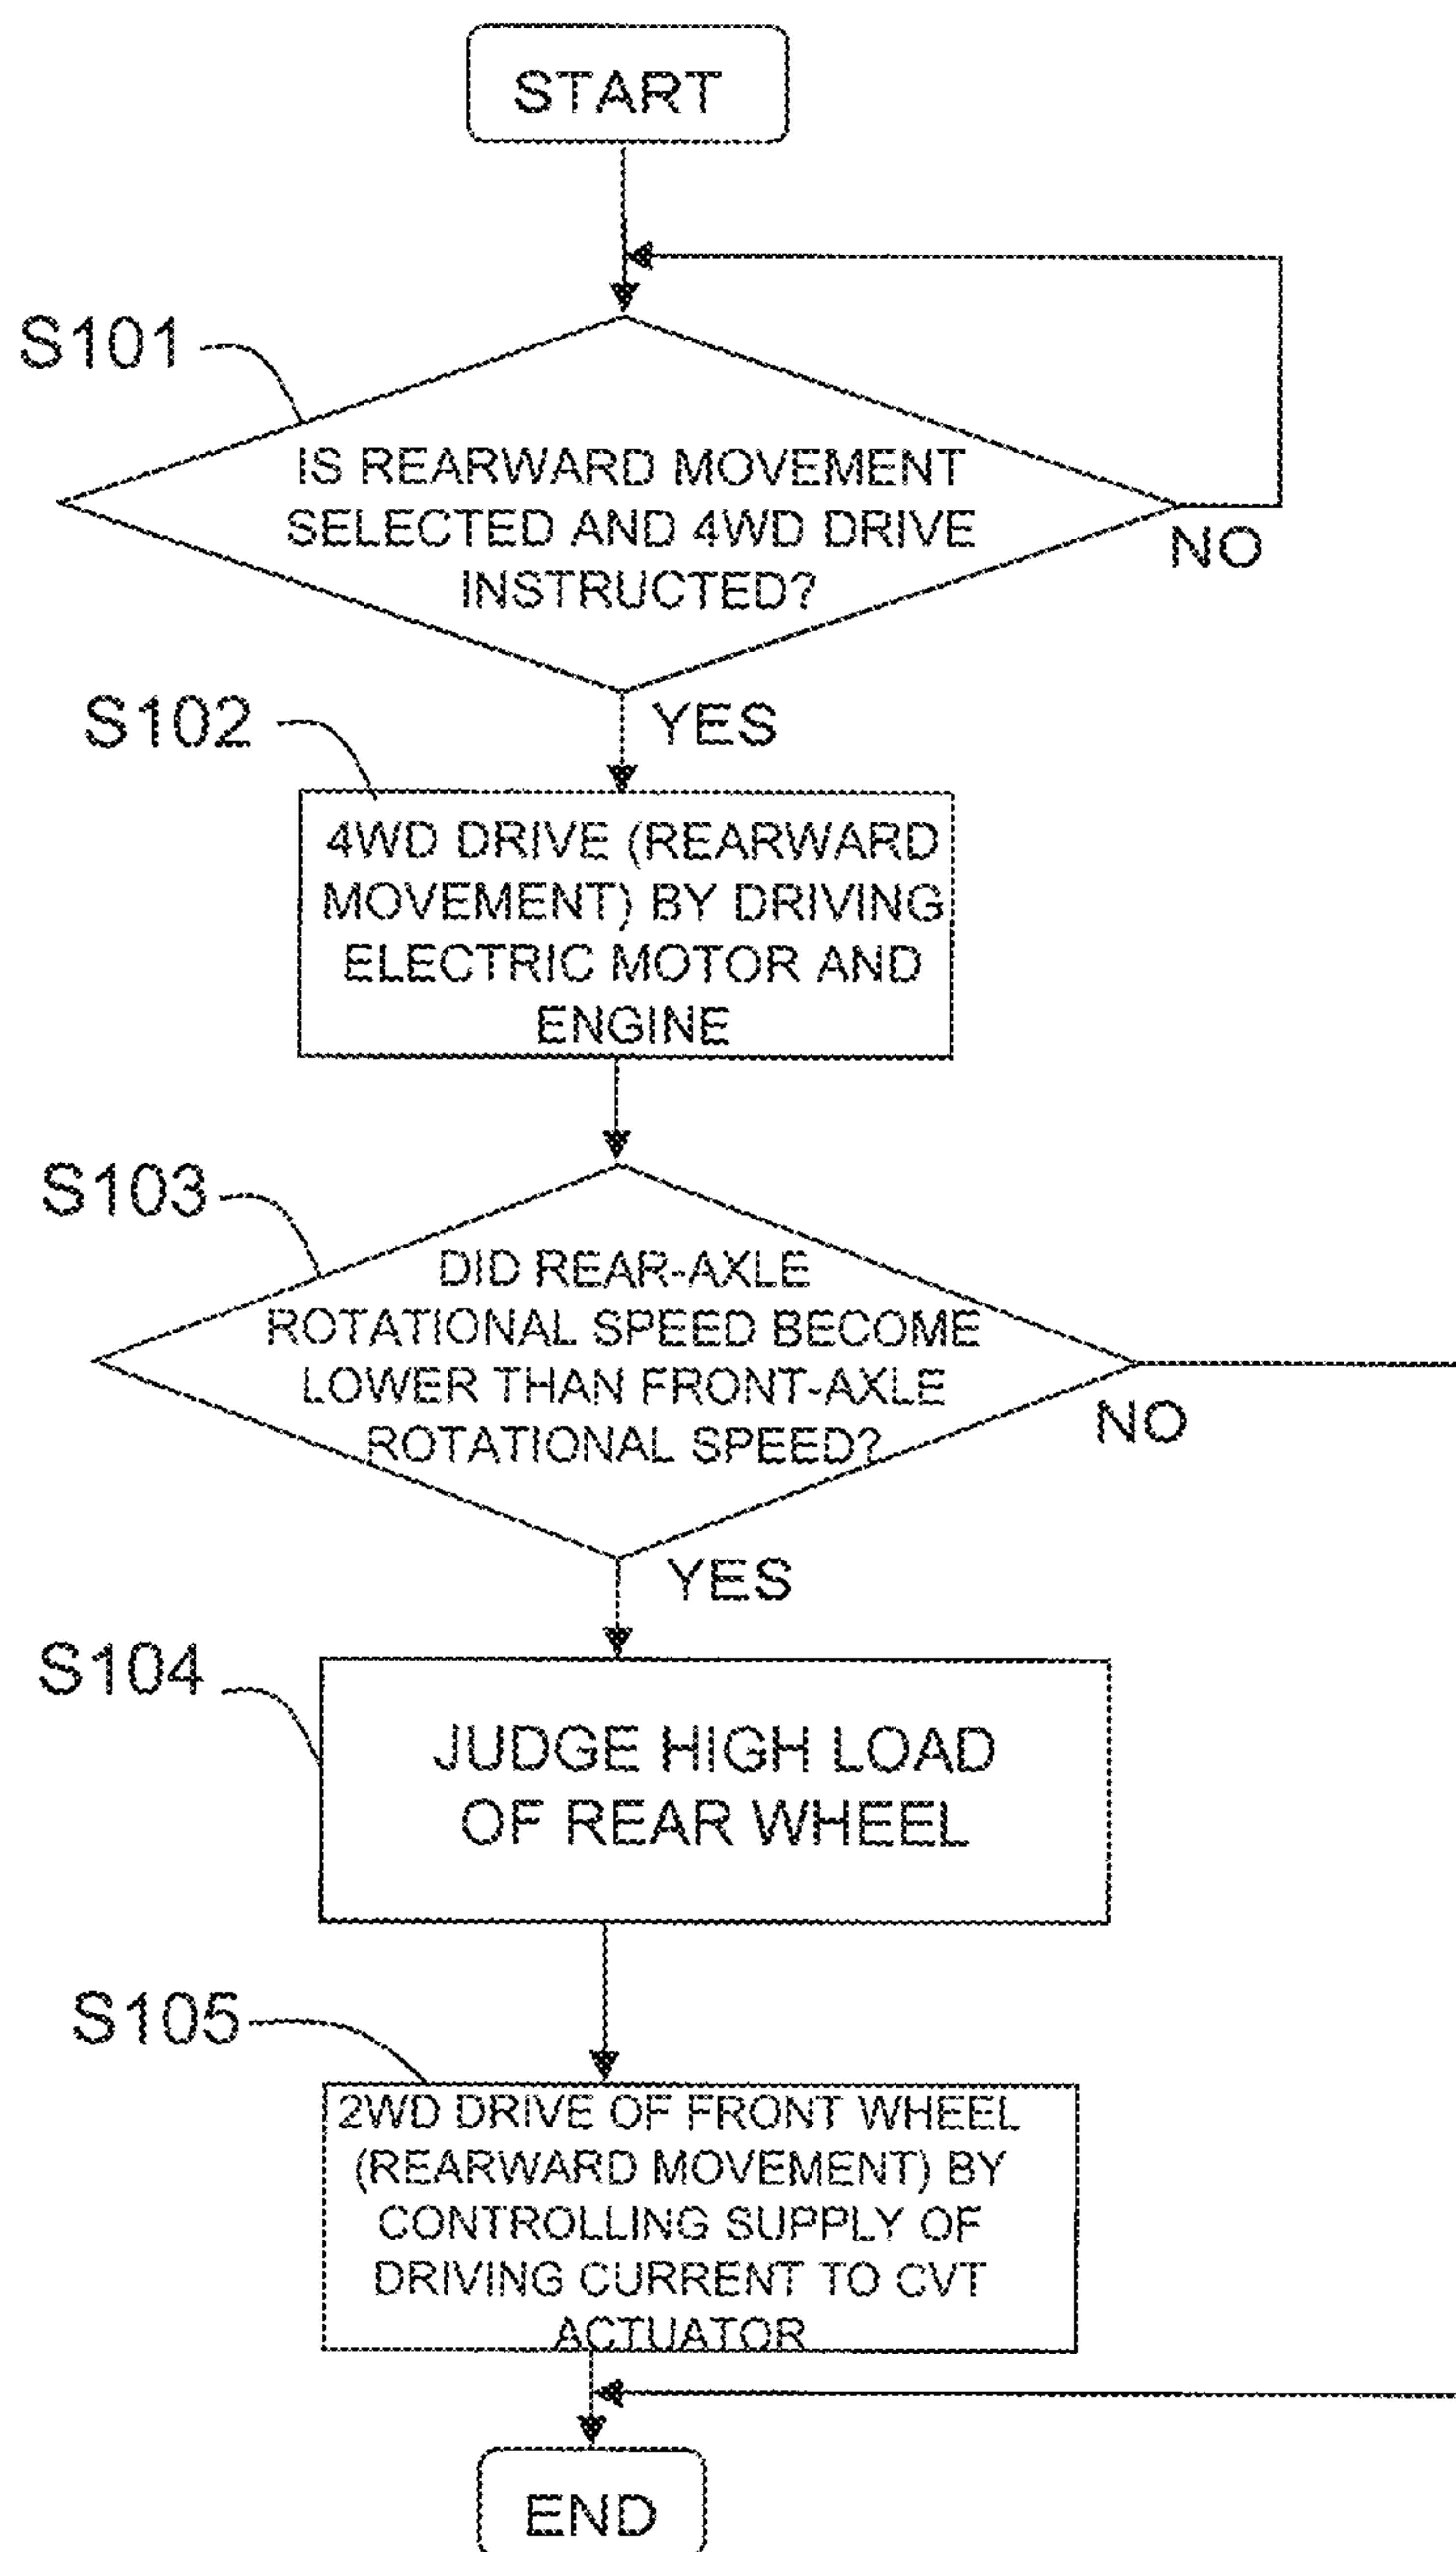 START
S101
IS REARWARD MOVEMENT
SELECTED AND 4WD DRIVE
INSTRUCTED?
NO
YES
S102
4WD DRIVE (REARWARD
MOVEMENT) BY DRIVING
ELECTRIC MOTOR AND
ENGINE
S103
DID REAR-AXLE
ROTATIONAL SPEED BECOME
LOWER THAN FRONT-AXLE
ROTATIONAL SPEED?
NO
YES
S104
JUDGE HIGH LOAD
OF REAR WHEEL
S105
2WD DRIVE OF FRONT WHEEL
(REARWARD MOVEMENT) BY
CONTROLLING SUPPLY OF
DRIVING CURRENT TO CVT
ACTUATOR
END